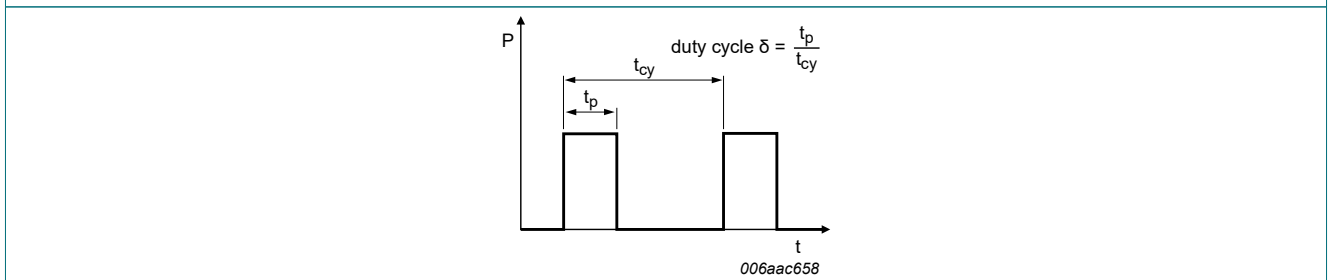 P
duty cycle δ = tp/tcy
tcy
tp
t
006aac658